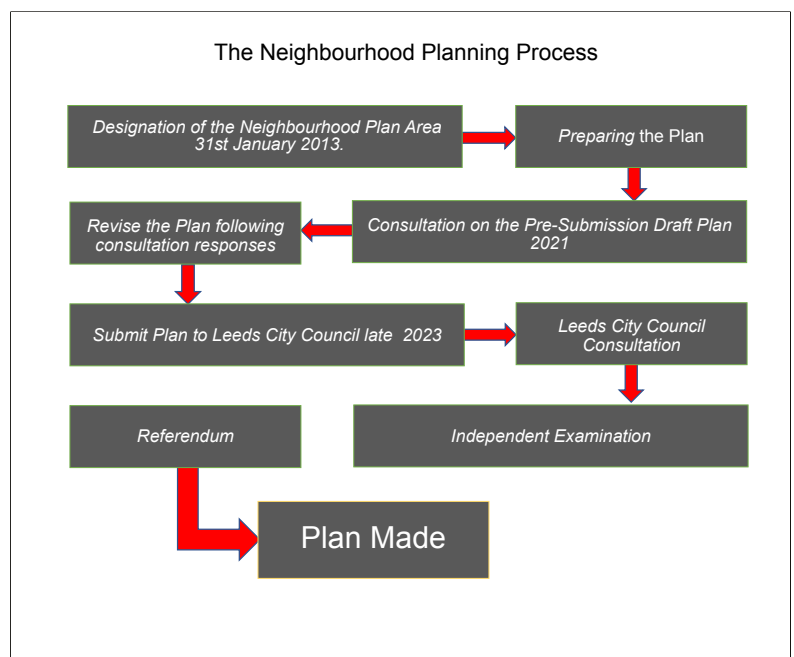 The Neighbourhood Planning Process
Designation of the Neighbourhood Plan Area
31st January 2013.
Preparing the Plan
Consultation on the Pre-Submission Draft Plan
2021
Revise the Plan following
consultation responses
Submit Plan to Leeds City Council late  2023
Leeds City Council
Consultation
Independent Examination
Referendum
Plan Made